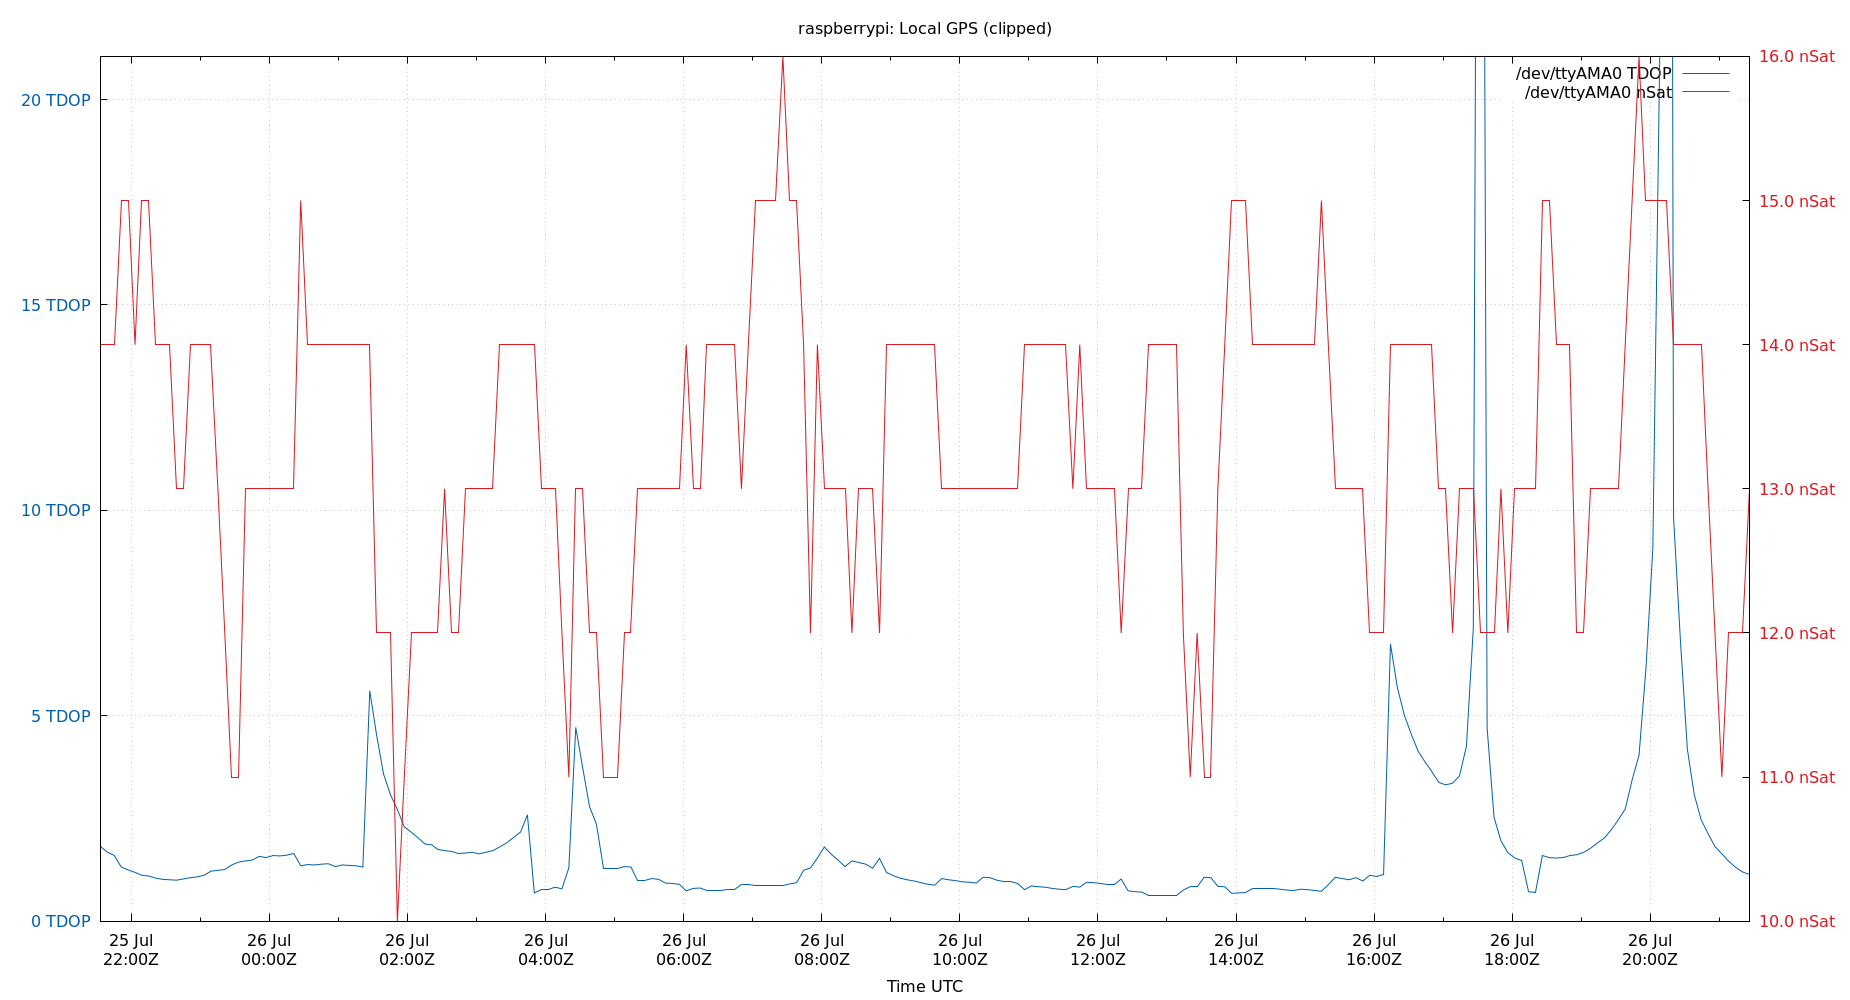 raspberrypi: Local GPS (clipped)
/dev/ttyAMA0 TDOP
/dev/ttyAMA0 nSat
20 TDOP
15 TDOP
10 TDOP
5 TDOP
0 TDOP
16.0 nSat
15.0 nSat
14.0 nSat
13.0 nSat
12.0 nSat
11.0 nSat
10.0 nSat
25 Jul
22:00Z
26 Jul
00:00Z
26 Jul
02:00Z
26 Jul
04:00Z
26 Jul
06:00Z
26 Jul
08:00Z
26 Jul
10:00Z
26 Jul
12:00Z
26 Jul
14:00Z
26 Jul
16:00Z
26 Jul
18:00Z
26 Jul
20:00Z
Time UTC